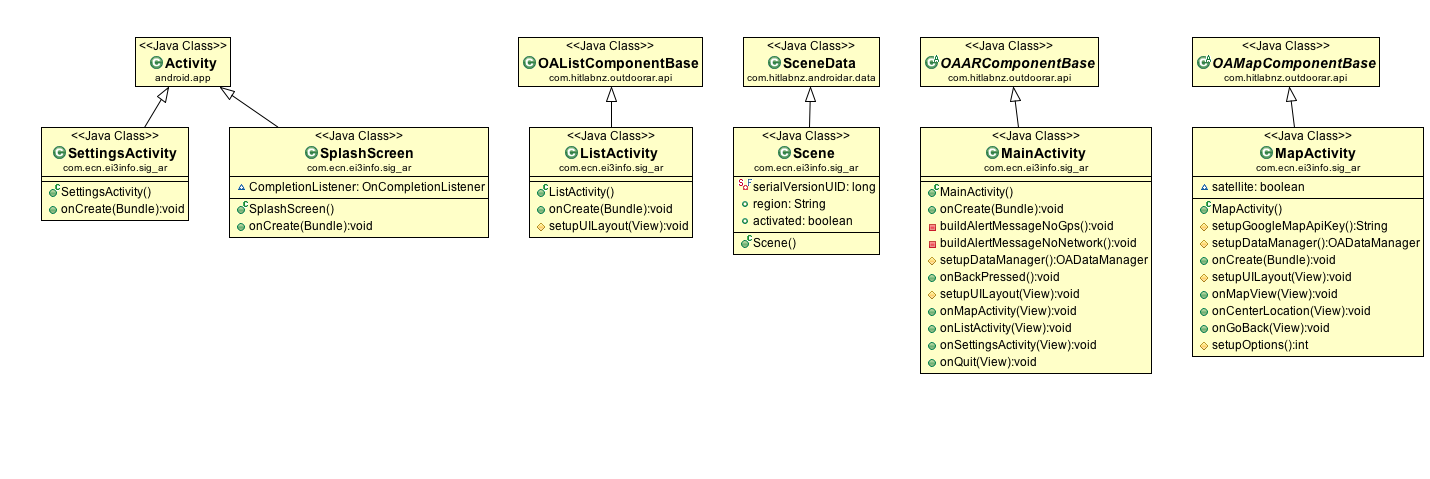 <<Java Class>>
Activity
android.app
<<Java Class>>
OAListComponentBase
com.hitlabnz.outdoorar.api
<<Java Class>>
SceneData
com.hitlabnz.androidar.data
<<Java Class>>
OAARComponentBase
com.hitlabnz.outdoorar.api
<<Java Class>>
OAMapComponentBase
com.hitlabnz.outdoorar.api
<<Java Class>>
SettingsActivity
com.ecn.ei3info.sig_ar
SettingsActivity()
onCreate(Bundle):void
<<Java Class>>
SplashScreen
com.ecn.ei3info.sig_ar
CompletionListener: OnCompletionListener
SplashScreen()
onCreate(Bundle):void
<<Java Class>>
ListActivity
com.ecn.ei3info.sig_ar
ListActivity()
onCreate(Bundle):void
setupUILayout(View):void
<<Java Class>>
Scene
com.ecn.ei3info.sig_ar
serialVersionUID: long
region: String
activated: boolean
Scene()
<<Java Class>>
MainActivity
com.ecn.ei3info.sig_ar
MainActivity()
onCreate(Bundle):void
buildAlertMessageNoGps():void
buildAlertMessageNoNetwork():void
setupDataManager():OADataManager
onBackPressed():void
setupUILayout(View):void
onMapActivity(View):void
onListActivity(View):void
onSettingsActivity(View):void
onQuit(View):void
<<Java Class>>
MapActivity
com.ecn.ei3info.sig_ar
satellite: boolean
MapActivity()
setupGoogleMapApiKey():String
setupDataManager():OADataManager
onCreate(Bundle):void
setupUILayout(View):void
onMapView(View):void
onCenterLocation(View):void
onGoBack(View):void
setupOptions():int